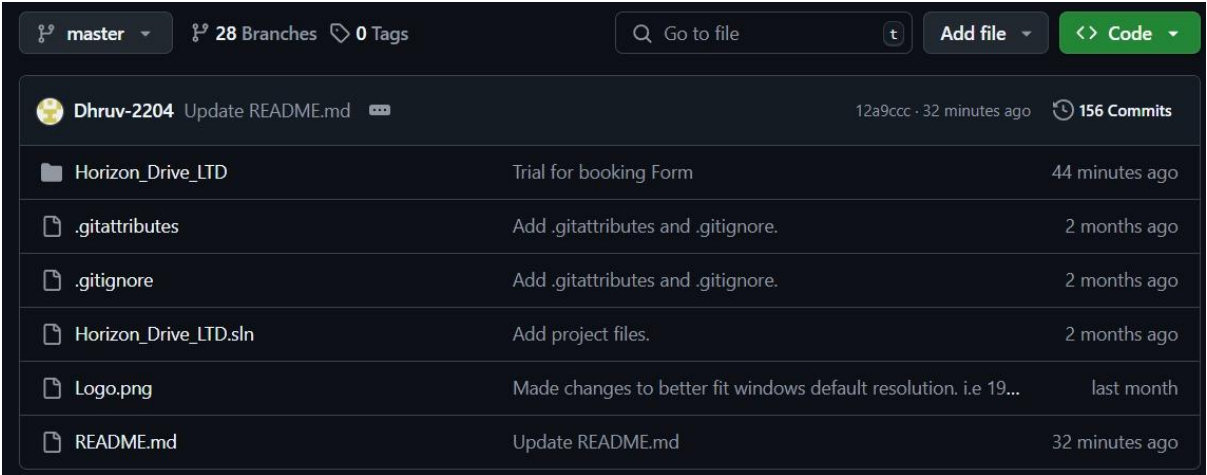 master 28 Branches 0 Tags Go to file t Add file <> Code
Dhruv-2204 Update README.md 12a9ccc · 32 minutes ago 156 Commits
Horizon_Drive_LTD Trial for booking Form 44 minutes ago
.gitattributes Add .gitattributes and .gitignore. 2 months ago
.gitignore Add .gitattributes and .gitignore. 2 months ago
Horizon_Drive_LTD.sln Add project files. 2 months ago
Logo.png Made changes to better fit windows default resolution. i.e 19... last month
README.md Update README.md 32 minutes ago